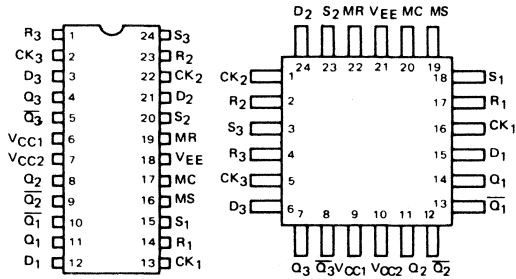 R₃ 1 24 S₃
CK₃ 2 23 R₂
D₃ 3 22 CK₂
Q₃ 4 21 D₂
Q̅₃ 5 20 S₂
VCC1 6 19 MR
VCC2 7 18 VEE
Q₂ 8 17 MC
Q̅₂ 9 16 MS
Q̅₁ 10 15 S₁
Q₁ 11 14 R₁
D₁ 12 13 CK₁
D₂ S₂ MR VEE MC MS
24 23 22 21 20 19
CK₂ 1 18 S₁
R₂ 2 17 R₁
S₃ 3 16 CK₁
R₃ 4 15 D₁
CK₃ 5 14 Q₁
D₃ 6 13 Q̅₁
7 8 9 10 11 12
Q₃ Q̅₃ VCC1 VCC2 Q₂ Q̅₂